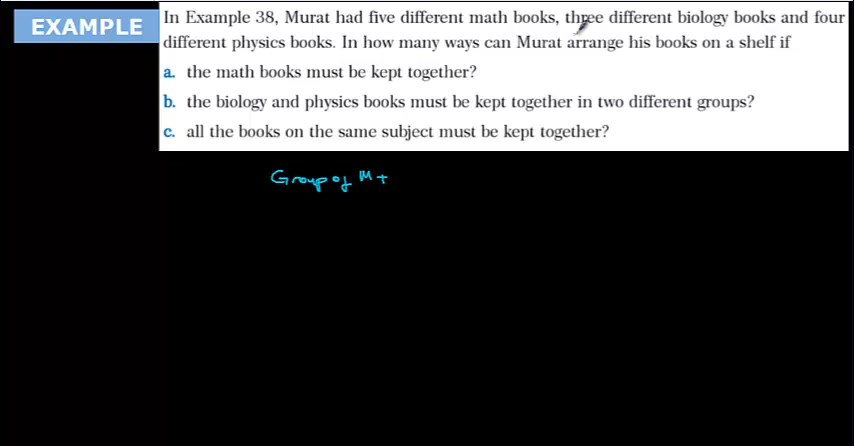 EXAMPLE
In Example 38, Murat had five different math books, three different biology books and four
different physics books. In how many ways can Murat arrange his books on a shelf if
a. the math books must be kept together?
b. the biology and physics books must be kept together in two different groups?
c. all the books on the same subject must be kept together?
Group of M +